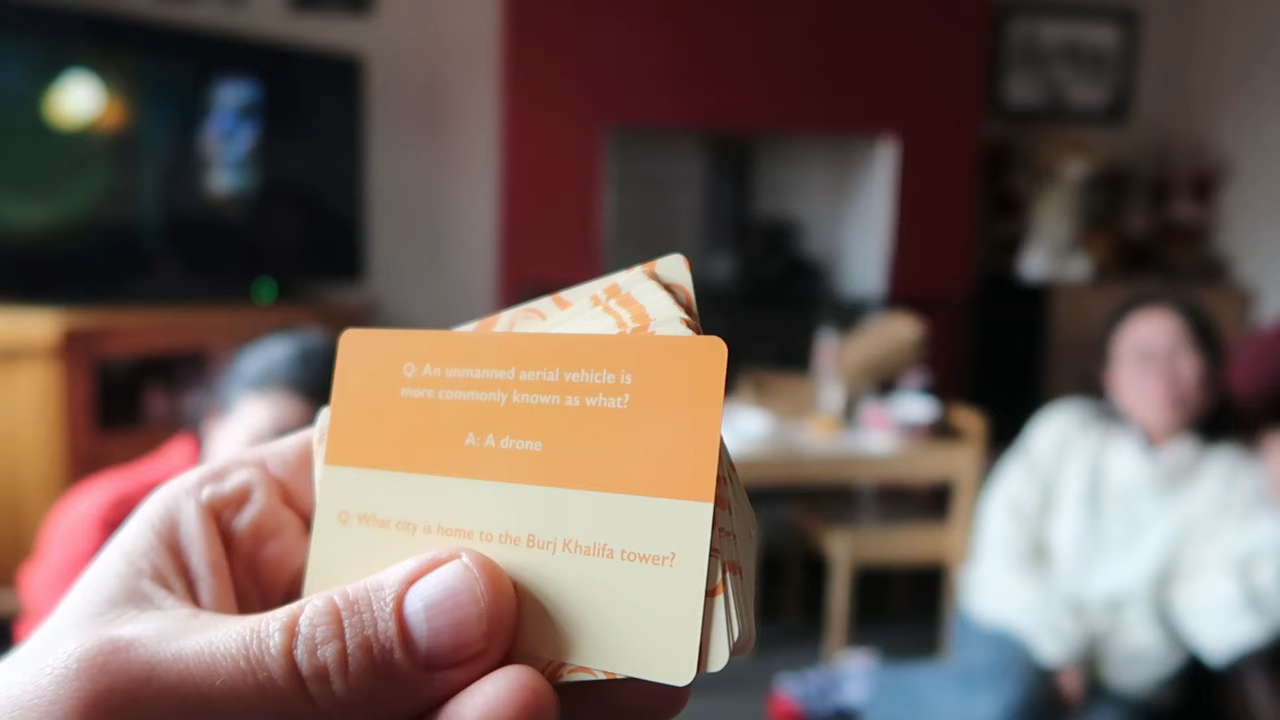 Q: An unmanned aerial vehicle is
more commonly known as what?
A: A drone
Q: What city is home to the Burj Khalifa tower?